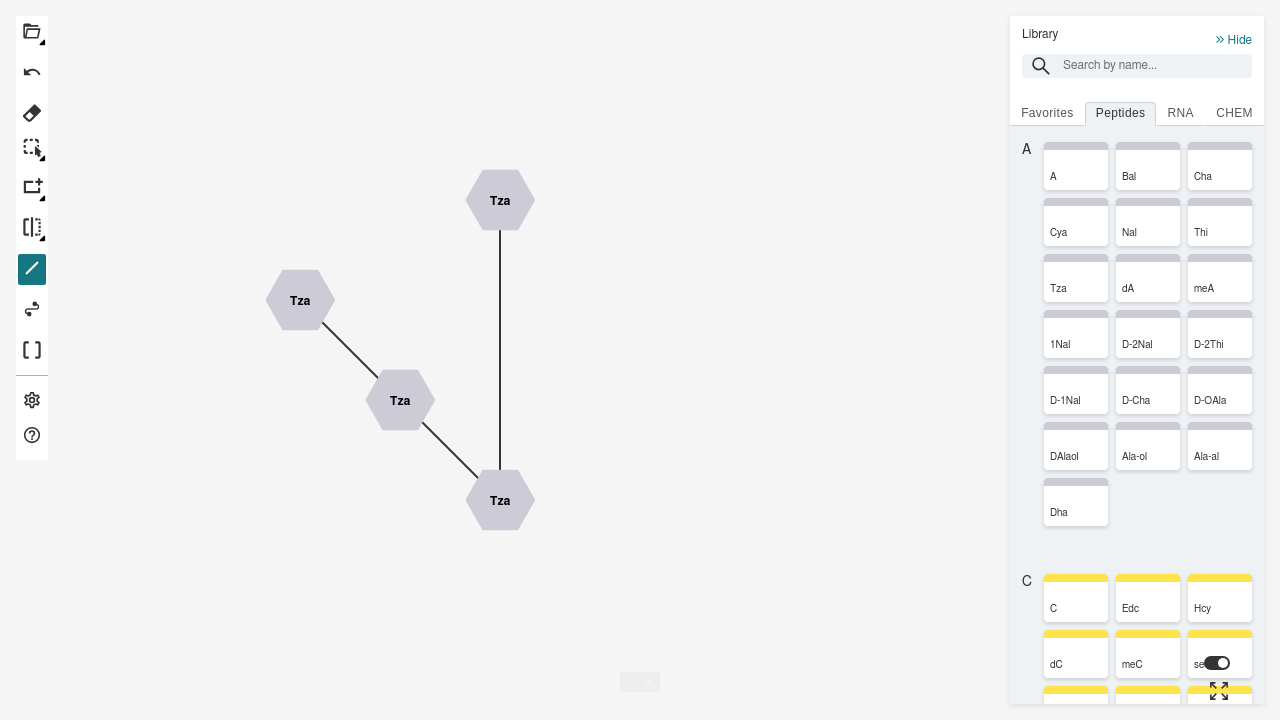 Library
Hide
Search by name...
Favorites Peptides RNA CHEM
A
A Bal Cha
Cya Nal Thi
Tza dA meA
1Nal D-2Nal D-2Thi
D-1Nal D-Cha D-OAla
DAlaol Ala-ol Ala-al
Dha
C
C Edc Hcy
dC meC
Tza
Tza
Tza
Tza